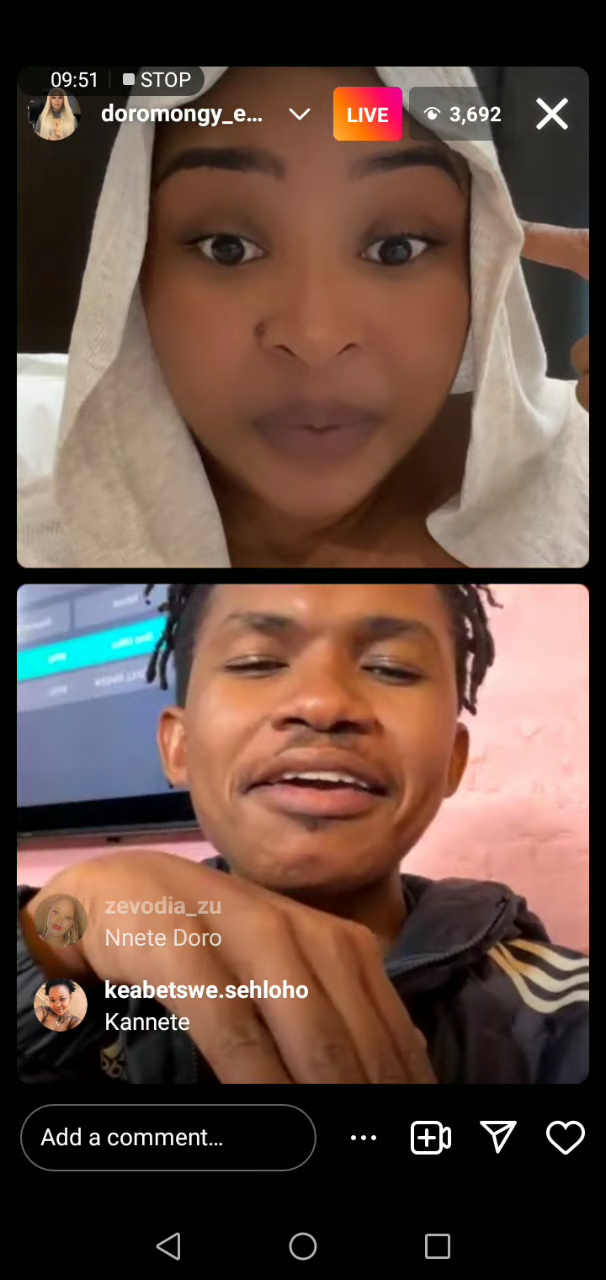 09:51 STOP
doromongy_e... LIVE 3,692
zevodia_zu
Nnete Doro
keabetswe.sehloho
Kannete
Add a comment...